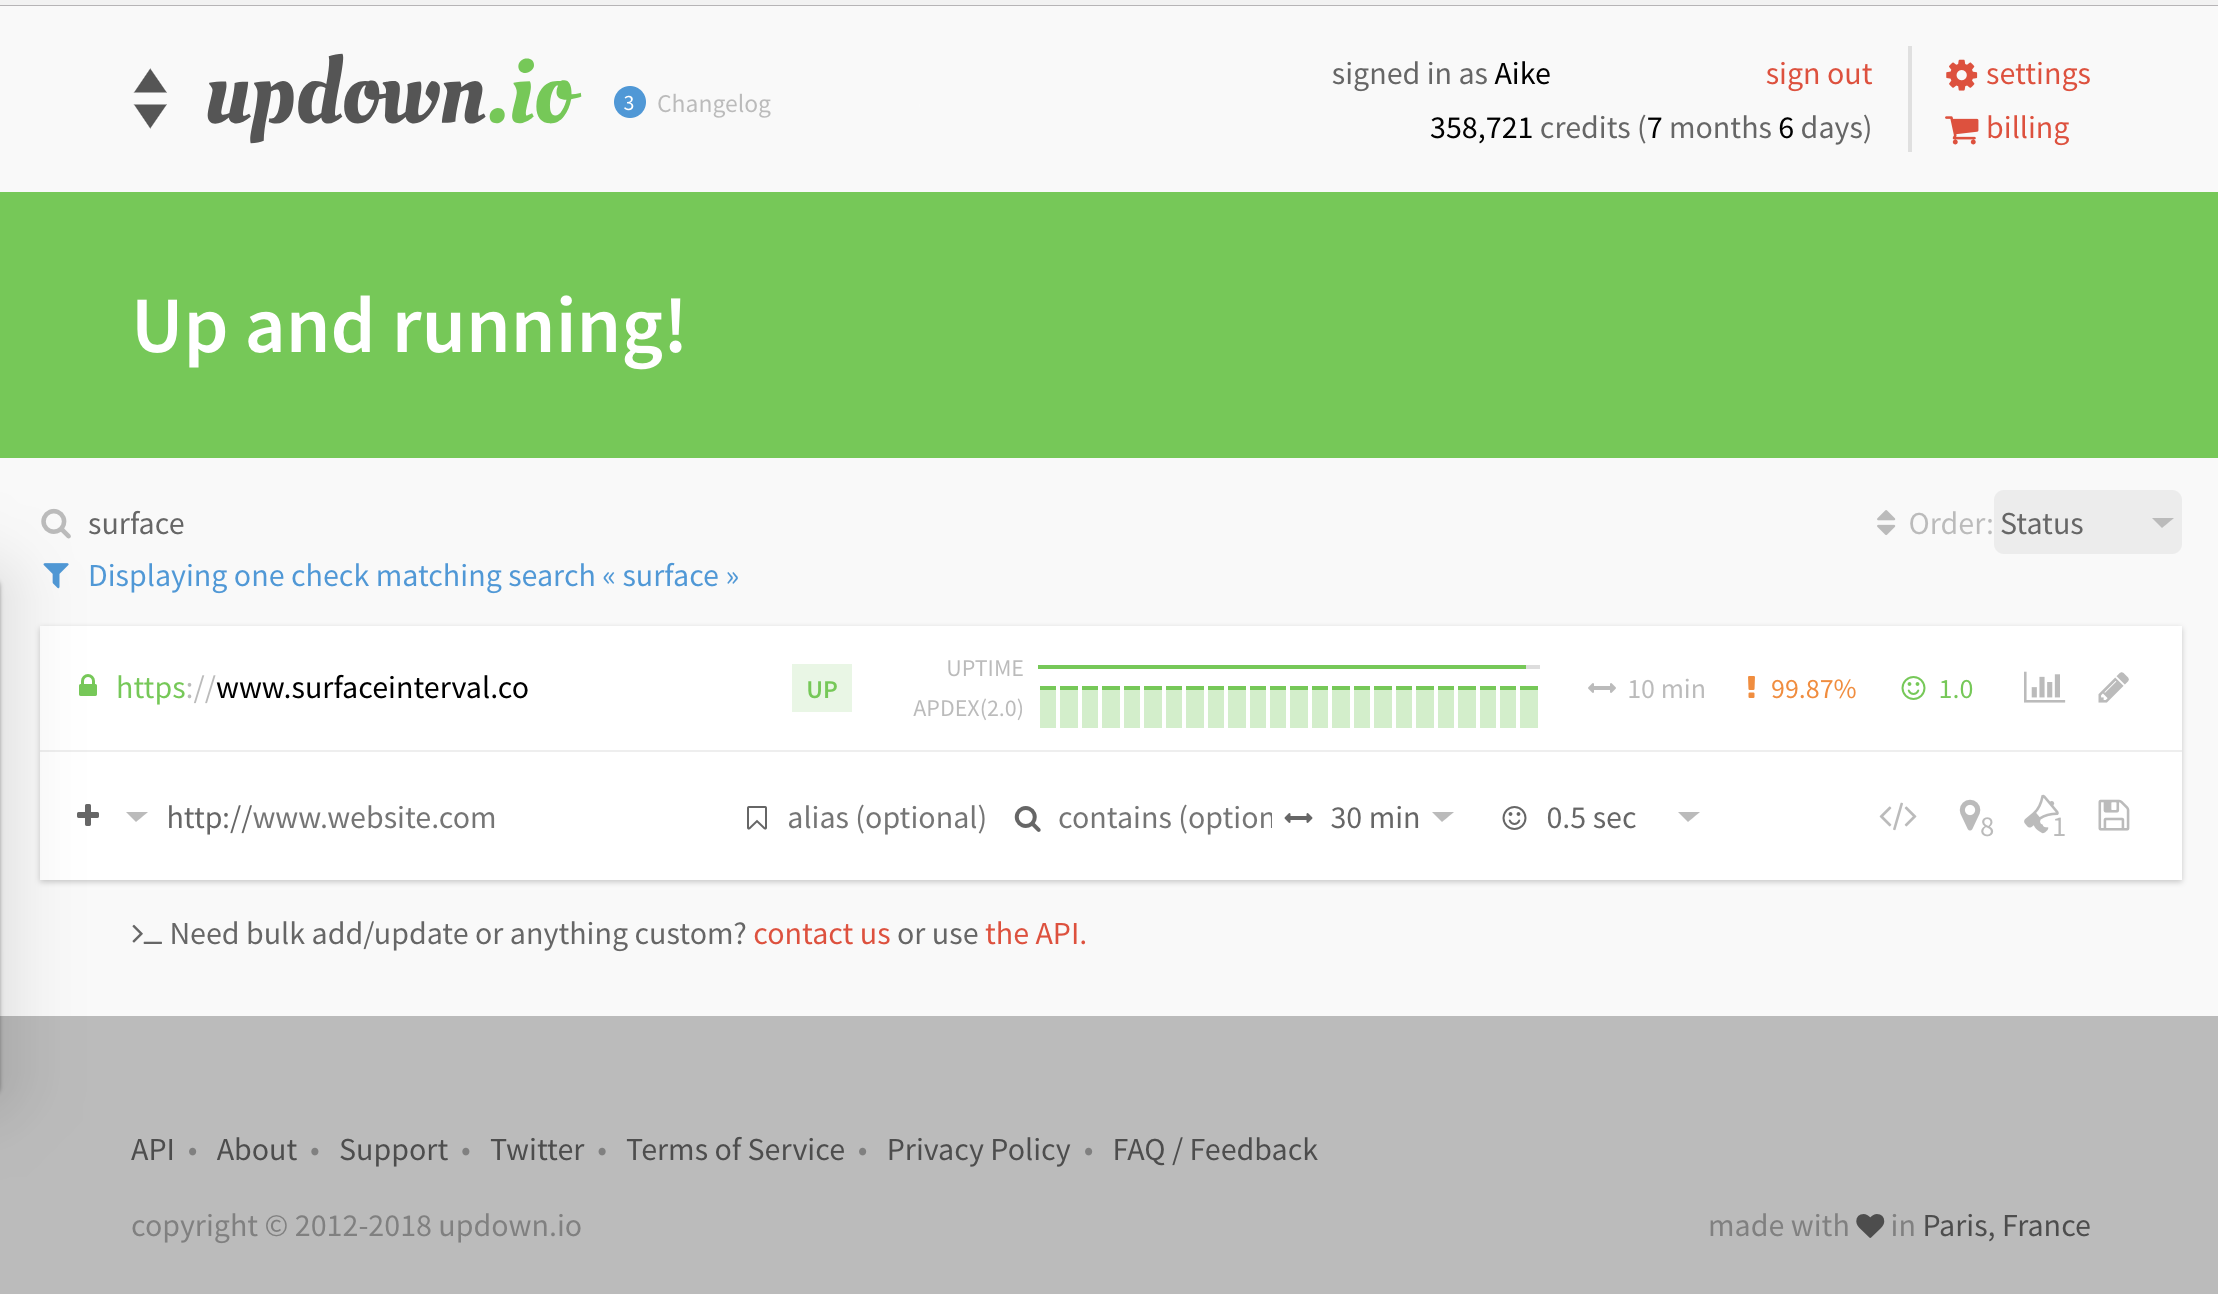 updown.io 3 Changelog
signed in as Aike sign out settings
358,721 credits (7 months 6 days) billing
Up and running!
surface
Order: Status
Displaying one check matching search « surface »
https://www.surfaceinterval.co UP UPTIME 10 min 99.87% 1.0
APDEX(2.0)
http://www.website.com alias (optional) contains (option 30 min 0.5 sec </> 8 1
>_ Need bulk add/update or anything custom? contact us or use the API.
API • About • Support • Twitter • Terms of Service • Privacy Policy • FAQ / Feedback
copyright © 2012-2018 updown.io
made with ♥ in Paris, France